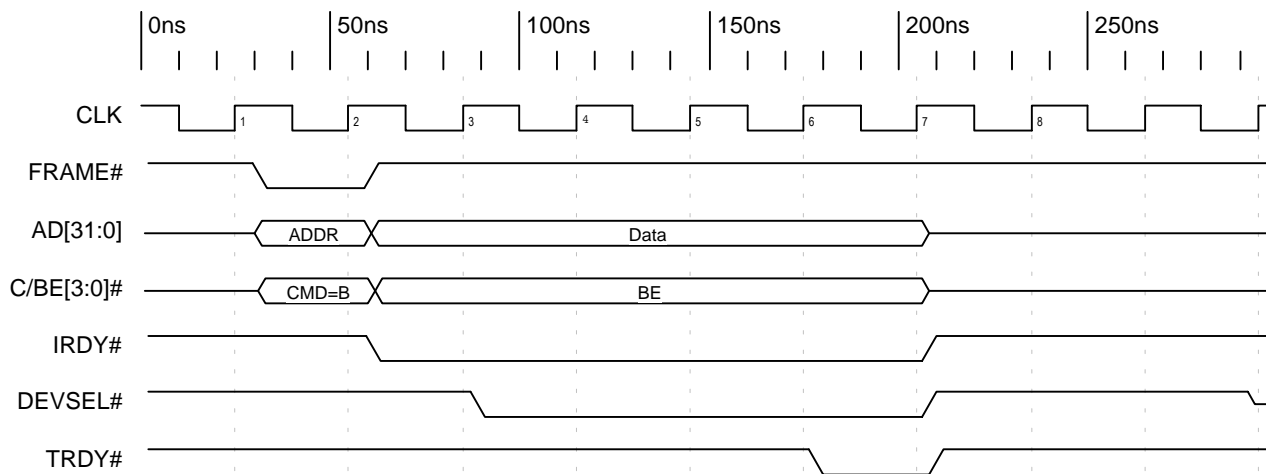 0ns 50ns 100ns 150ns 200ns 250ns
CLK 1 2 3 4 5 6 7 8
FRAME#
AD[31:0] ADDR Data
C/BE[3:0]# CMD=B BE
IRDY#
DEVSEL#
TRDY#